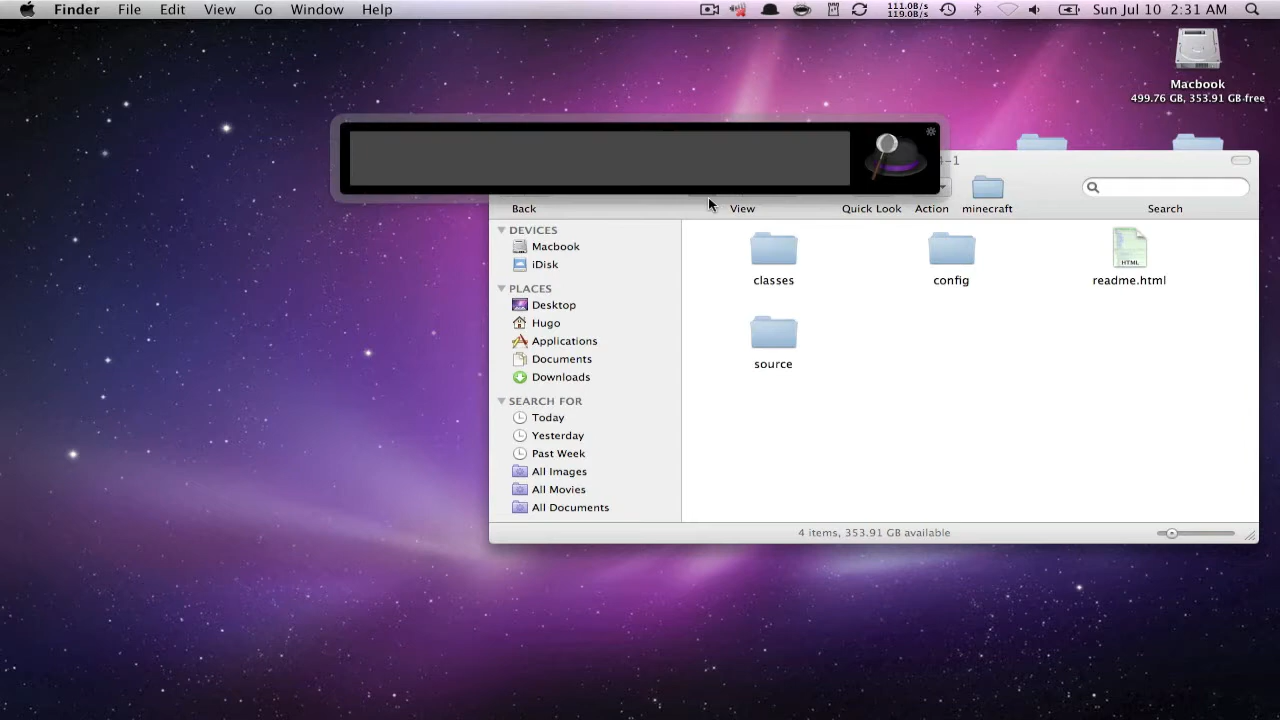 Finder File Edit View Go Window Help 111.0B/s 119.0B/s Sun Jul 10 2:31 AM
Macbook
499.76 GB, 353.91 GB free
4-1
Back View Quick Look Action minecraft Search
DEVICES
Macbook
iDisk
PLACES
Desktop
Hugo
Applications
Documents
Downloads
SEARCH FOR
Today
Yesterday
Past Week
All Images
All Movies
All Documents
classes config HTML readme.html
source
4 items, 353.91 GB available